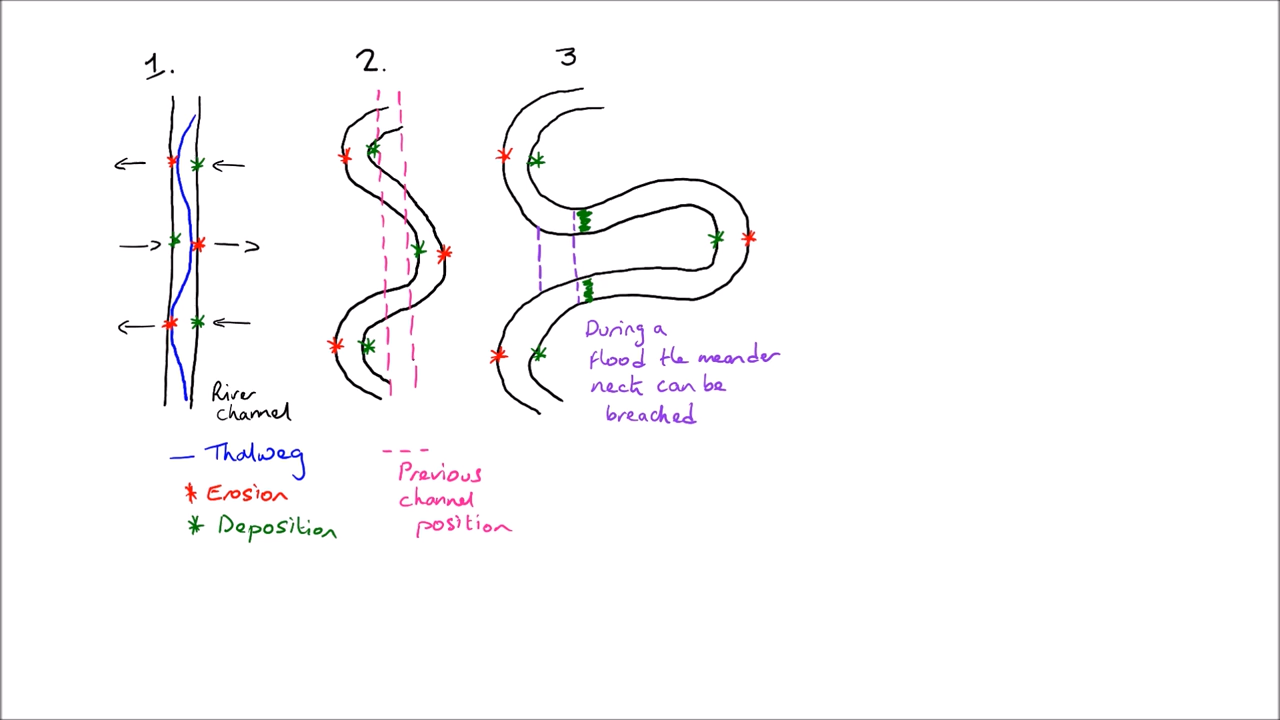 1.
2.
3
River
channel
Thalweg
Erosion
Deposition
Previous
channel
position
During a
flood the meander
neck can be
breached